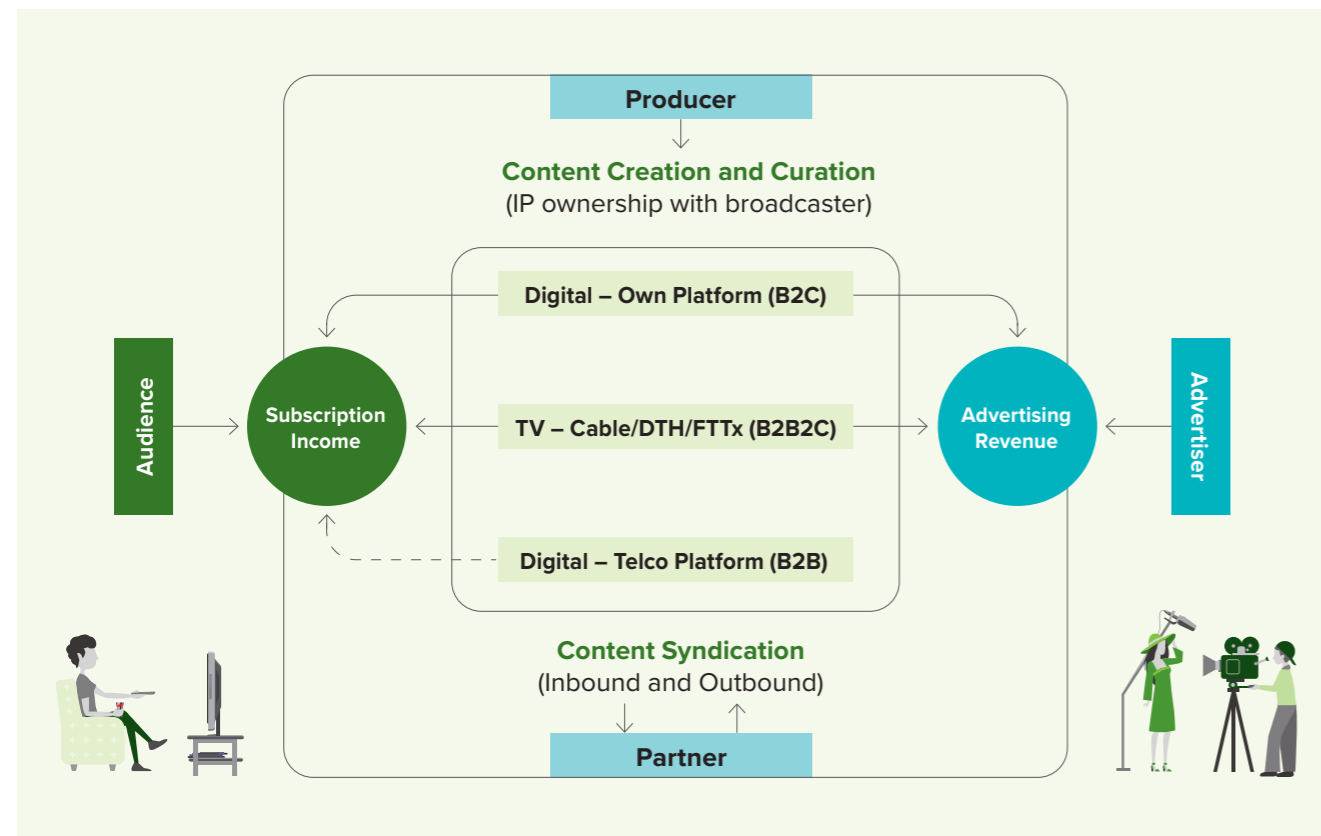 Producer
Content Creation and Curation
(IP ownership with broadcaster)
Digital – Own Platform (B2C)
Audience
Subscription
Income
TV – Cable/DTH/FTTx (B2B2C)
Advertising
Revenue
Advertiser
Digital – Telco Platform (B2B)
Content Syndication
(Inbound and Outbound)
Partner